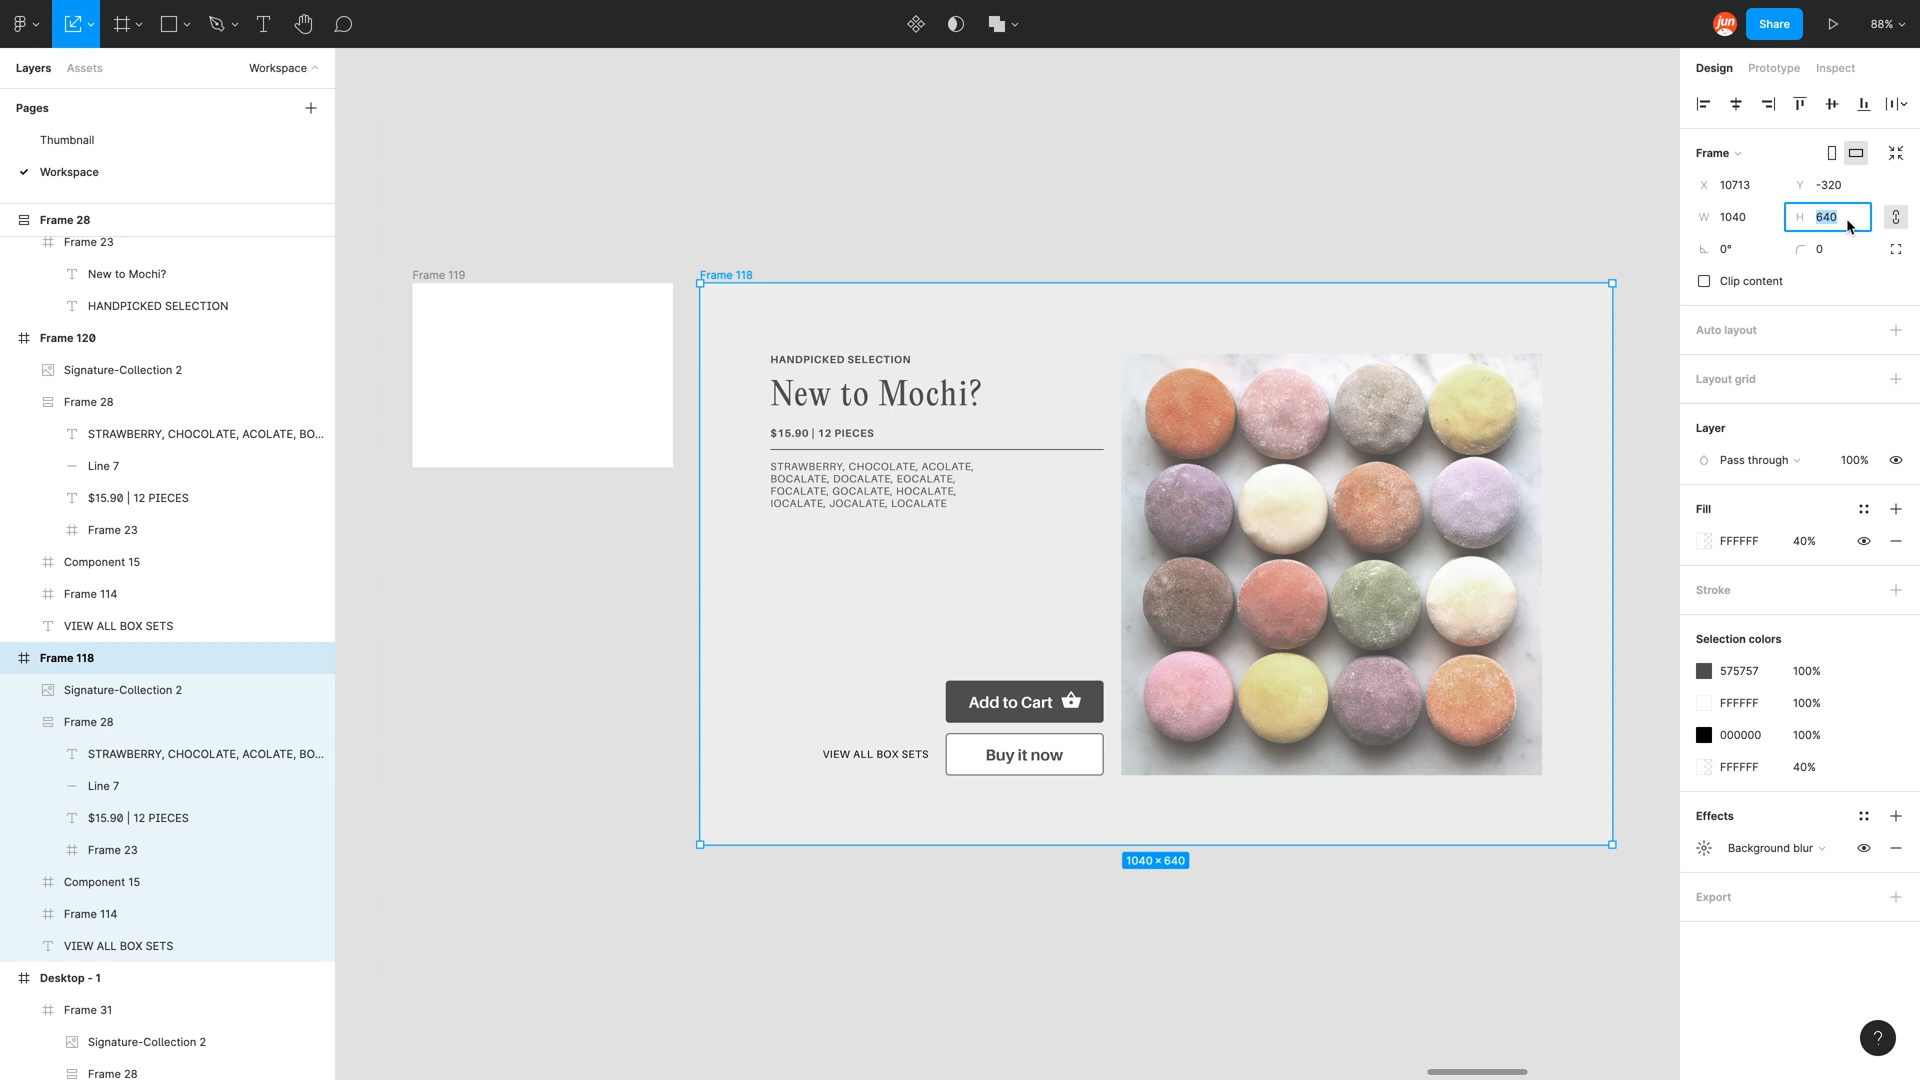 jun
Share
88%
Layers
Assets
Workspace
Pages
Thumbnail
Workspace
Frame 28
Frame 23
New to Mochi?
HANDPICKED SELECTION
Frame 120
Signature-Collection 2
Frame 28
STRAWBERRY, CHOCOLATE, ACOLATE, BO...
Line 7
$15.90 | 12 PIECES
Frame 23
Component 15
Frame 114
VIEW ALL BOX SETS
Frame 118
Signature-Collection 2
Frame 28
STRAWBERRY, CHOCOLATE, ACOLATE, BO...
Line 7
$15.90 | 12 PIECES
Frame 23
Component 15
Frame 114
VIEW ALL BOX SETS
Desktop - 1
Frame 31
Signature-Collection 2
Frame 28
Frame 119
Frame 118
HANDPICKED SELECTION
New to Mochi?
$15.90 | 12 PIECES
STRAWBERRY, CHOCOLATE, ACOLATE,
BOCALATE, DOCALATE, EOCALATE,
FOCALATE, GOCALATE, HOCALATE,
IOCALATE, JOCALATE, LOCALATE
Add to Cart
VIEW ALL BOX SETS
Buy it now
1040 × 640
Design
Prototype
Inspect
Frame
X 10713
Y -320
W 1040
H 640
0°
0
Clip content
Auto layout
Layout grid
Layer
Pass through
100%
Fill
FFFFFF 40%
Stroke
Selection colors
575757 100%
FFFFFF 100%
000000 100%
FFFFFF 40%
Effects
Background blur
Export
?